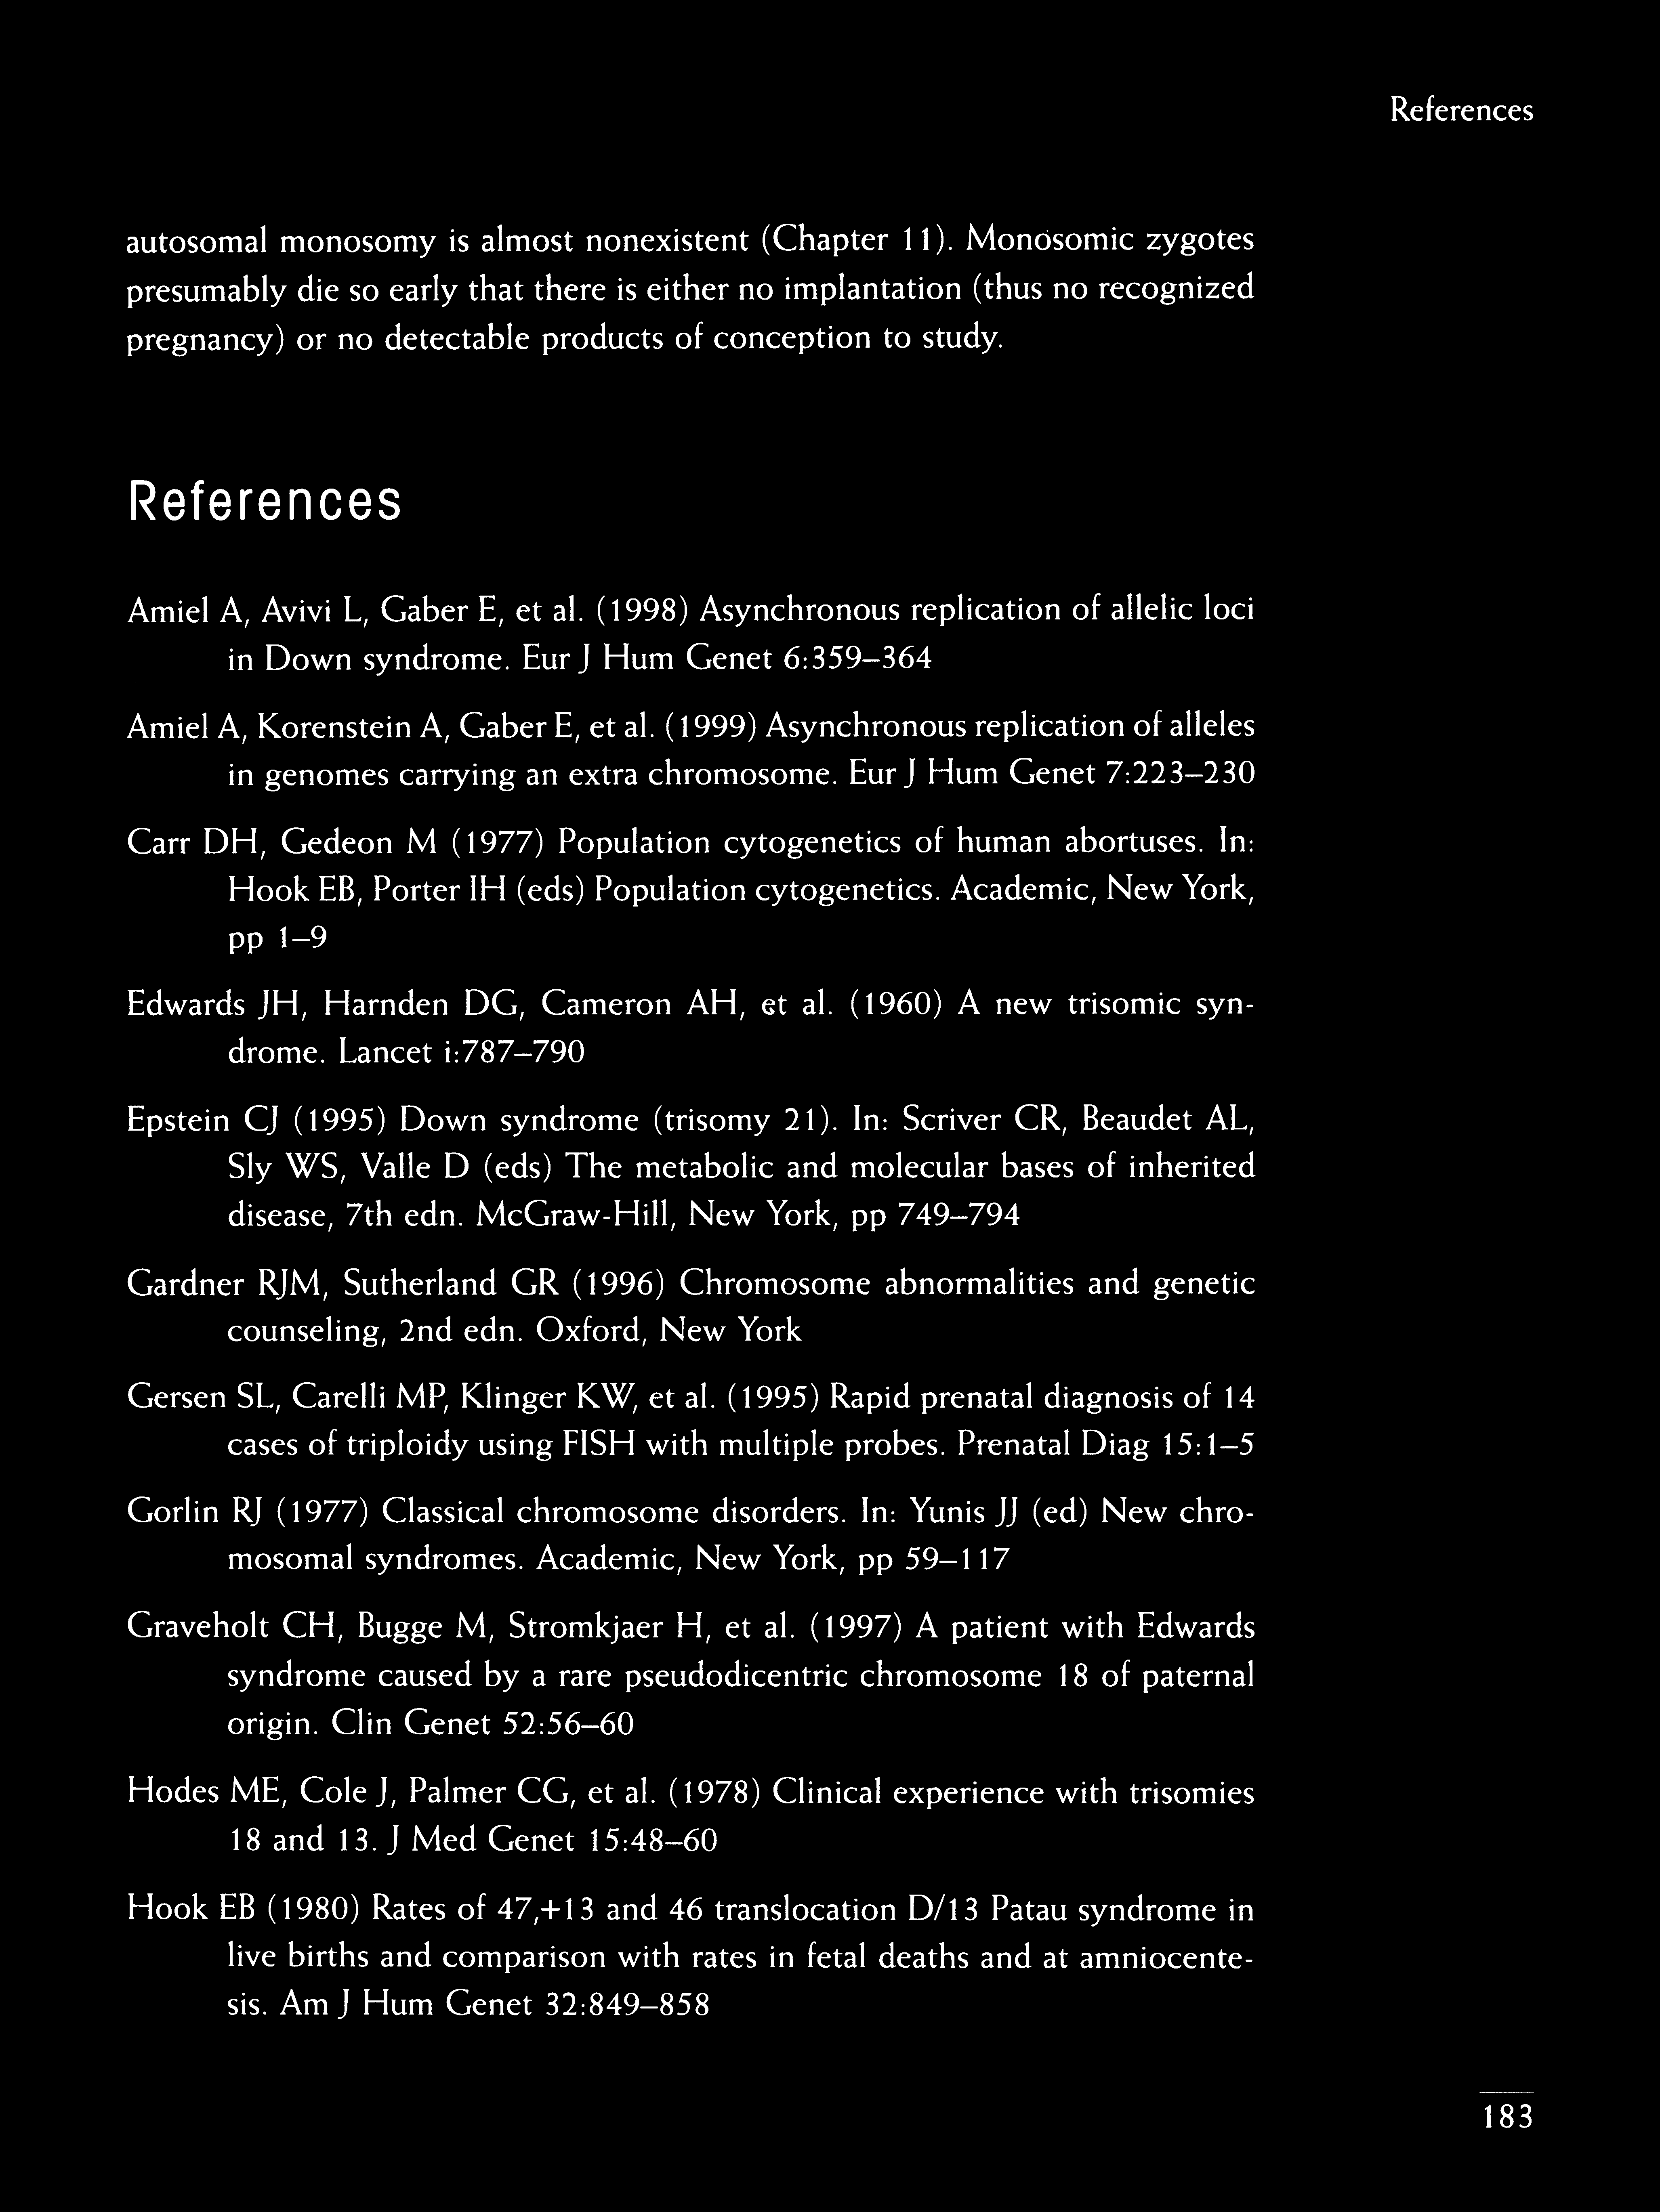 References
autosomal monosomy is almost nonexistent (Chapter 11). Monosomic zygotes
presumably die so early that there is either no implantation (thus no recognized
pregnancy) or no detectable products of conception to study.
References
Amiel A, Avivi L, Gaber E, et al. (1998) Asynchronous replication of allelic loci
in Down syndrome. Eur J Hum Genet 6:359–364
Amiel A, Korenstein A, Gaber E, et al. (1999) Asynchronous replication of alleles
in genomes carrying an extra chromosome. Eur J Hum Genet 7:223–230
Carr DH, Gedeon M (1977) Population cytogenetics of human abortuses. In:
Hook EB, Porter IH (eds) Population cytogenetics. Academic, New York,
pp 1–9
Edwards JH, Harnden DG, Cameron AH, et al. (1960) A new trisomic syn-
drome. Lancet i:787–790
Epstein CJ (1995) Down syndrome (trisomy 21). In: Scriver CR, Beaudet AL,
Sly WS, Valle D (eds) The metabolic and molecular bases of inherited
disease, 7th edn. McGraw-Hill, New York, pp 749–794
Gardner RJM, Sutherland GR (1996) Chromosome abnormalities and genetic
counseling, 2nd edn. Oxford, New York
Gersen SL, Carelli MP, Klinger KW, et al. (1995) Rapid prenatal diagnosis of 14
cases of triploidy using FISH with multiple probes. Prenatal Diag 15:1–5
Gorlin RJ (1977) Classical chromosome disorders. In: Yunis JJ (ed) New chro-
mosomal syndromes. Academic, New York, pp 59–117
Graveholt CH, Bugge M, Stromkjaer H, et al. (1997) A patient with Edwards
syndrome caused by a rare pseudodicentric chromosome 18 of paternal
origin. Clin Genet 52:56–60
Hodes ME, Cole J, Palmer CG, et al. (1978) Clinical experience with trisomies
18 and 13. J Med Genet 15:48–60
Hook EB (1980) Rates of 47,+13 and 46 translocation D/13 Patau syndrome in
live births and comparison with rates in fetal deaths and at amniocente-
sis. Am J Hum Genet 32:849–858
183